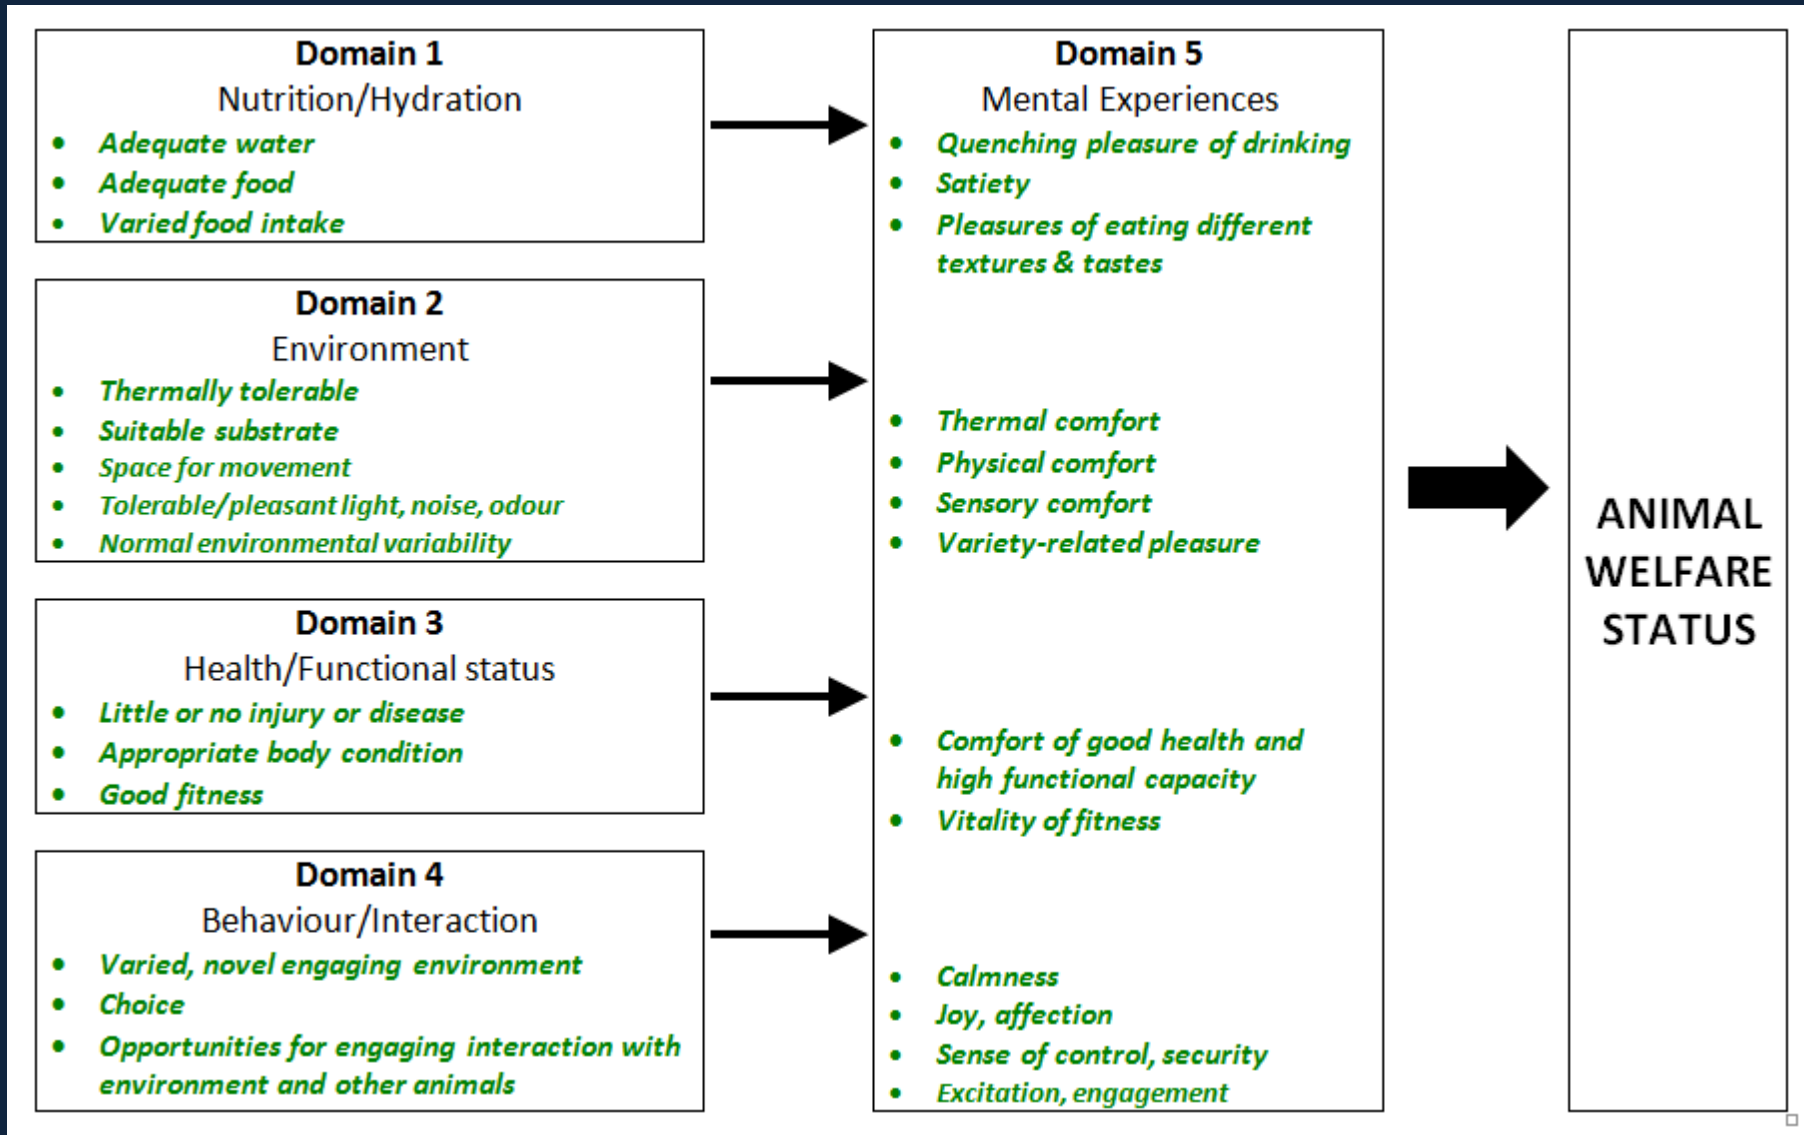 Domain 1
Nutrition/Hydration
• Adequate water
• Adequate food
• Varied food intake
Domain 2
Environment
• Thermally tolerable
• Suitable substrate
• Space for movement
• Tolerable/pleasant light, noise, odour
• Normal environmental variability
Domain 3
Health/Functional status
• Little or no injury or disease
• Appropriate body condition
• Good fitness
Domain 4
Behaviour/Interaction
• Varied, novel engaging environment
• Choice
• Opportunities for engaging interaction with
environment and other animals
Domain 5
Mental Experiences
• Quenching pleasure of drinking
• Satiety
• Pleasures of eating different
textures & tastes
• Thermal comfort
• Physical comfort
• Sensory comfort
• Variety-related pleasure
• Comfort of good health and
high functional capacity
• Vitality of fitness
• Calmness
• Joy, affection
• Sense of control, security
• Excitation, engagement
ANIMAL
WELFARE
STATUS